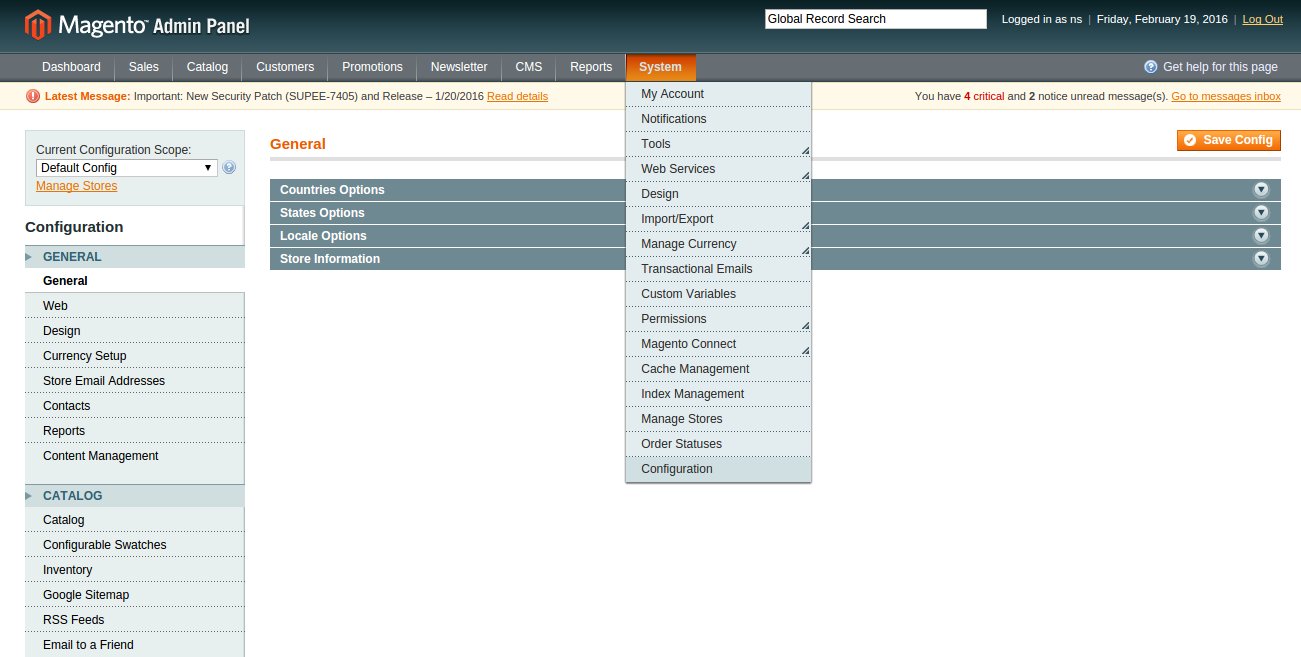 Magento™ Admin Panel
Global Record Search
Logged in as ns | Friday, February 19, 2016 | Log Out
Dashboard Sales Catalog Customers Promotions Newsletter CMS Reports System Get help for this page
Latest Message: Important: New Security Patch (SUPEE-7405) and Release – 1/20/2016 Read details
You have 4 critical and 2 notice unread message(s). Go to messages inbox
My Account
Notifications
Tools
Web Services
Design
Import/Export
Manage Currency
Transactional Emails
Custom Variables
Permissions
Magento Connect
Cache Management
Index Management
Manage Stores
Order Statuses
Configuration
Current Configuration Scope:
Default Config
Manage Stores
Configuration
GENERAL
General
Web
Design
Currency Setup
Store Email Addresses
Contacts
Reports
Content Management
CATALOG
Catalog
Configurable Swatches
Inventory
Google Sitemap
RSS Feeds
Email to a Friend
General
Save Config
Countries Options
States Options
Locale Options
Store Information